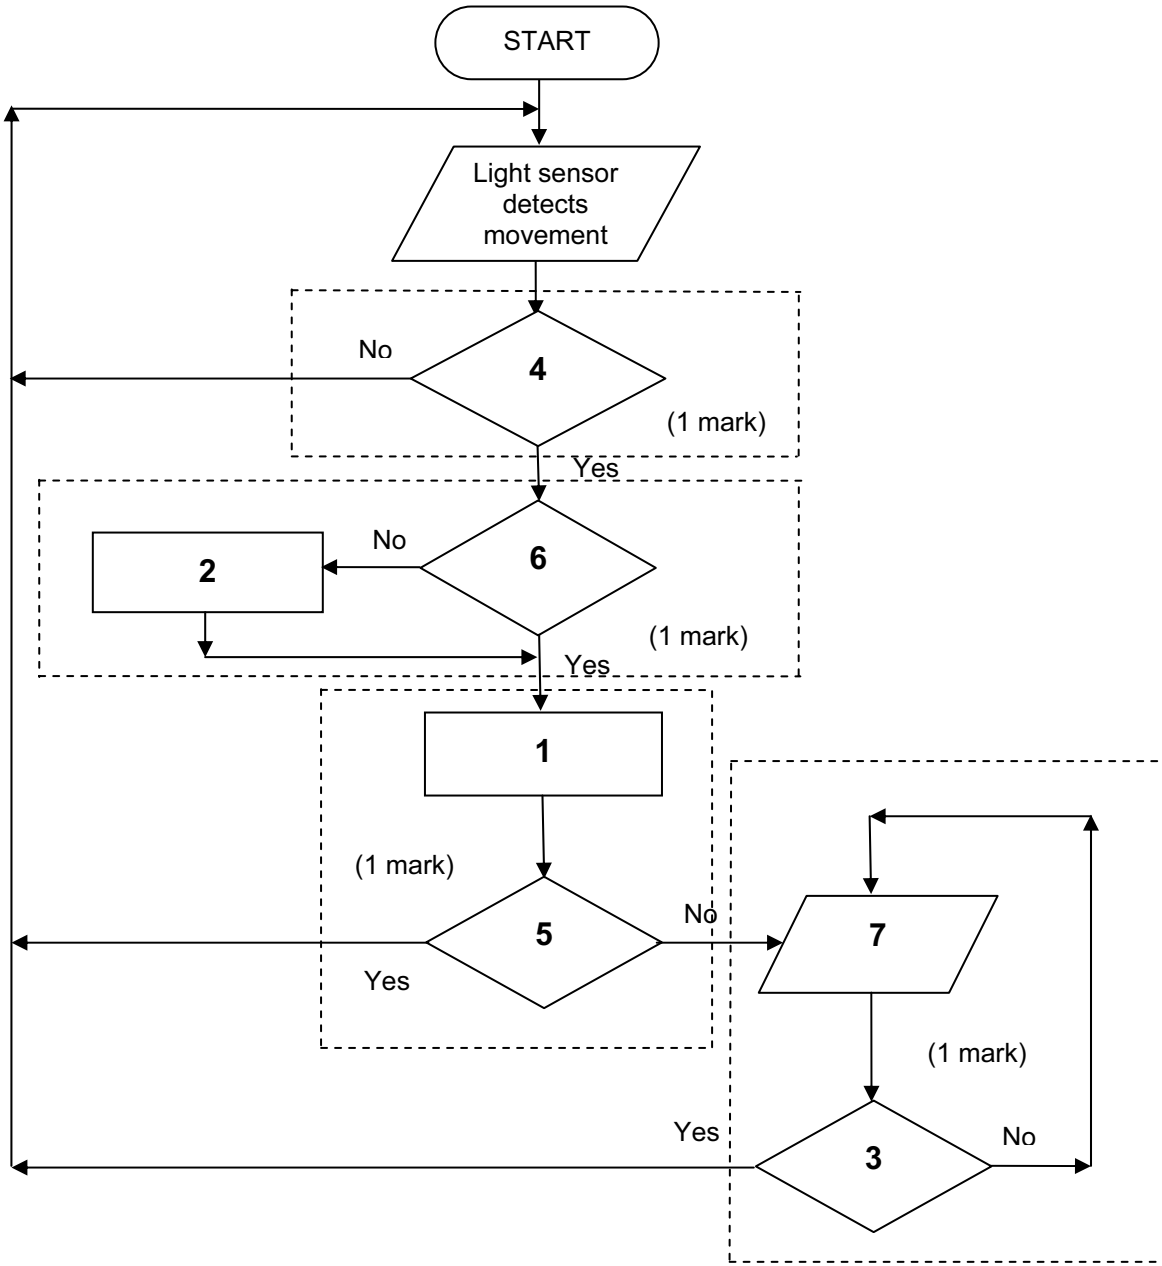 START
Light sensor
detects
movement
No
4
(1 mark)
Yes
No
2
6
(1 mark)
Yes
1
(1 mark)
No
5
7
Yes
(1 mark)
Yes
No
3